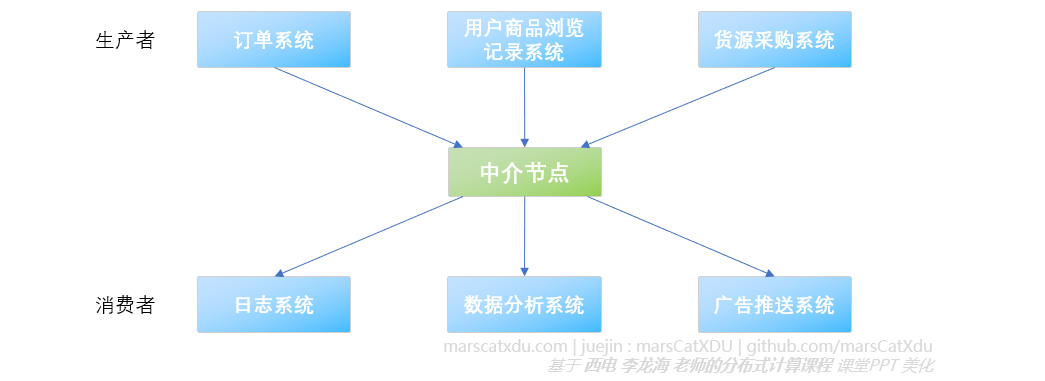 生产者
订单系统
用户商品浏览
记录系统
货源采购系统
中介节点
消费者
日志系统
数据分析系统
广告推送系统
marscatxdu.com | juejin : marsCatXDU | github.com/marsCatXdu
基于 西电 李龙海 老师的分布式计算课程 课堂PPT 美化